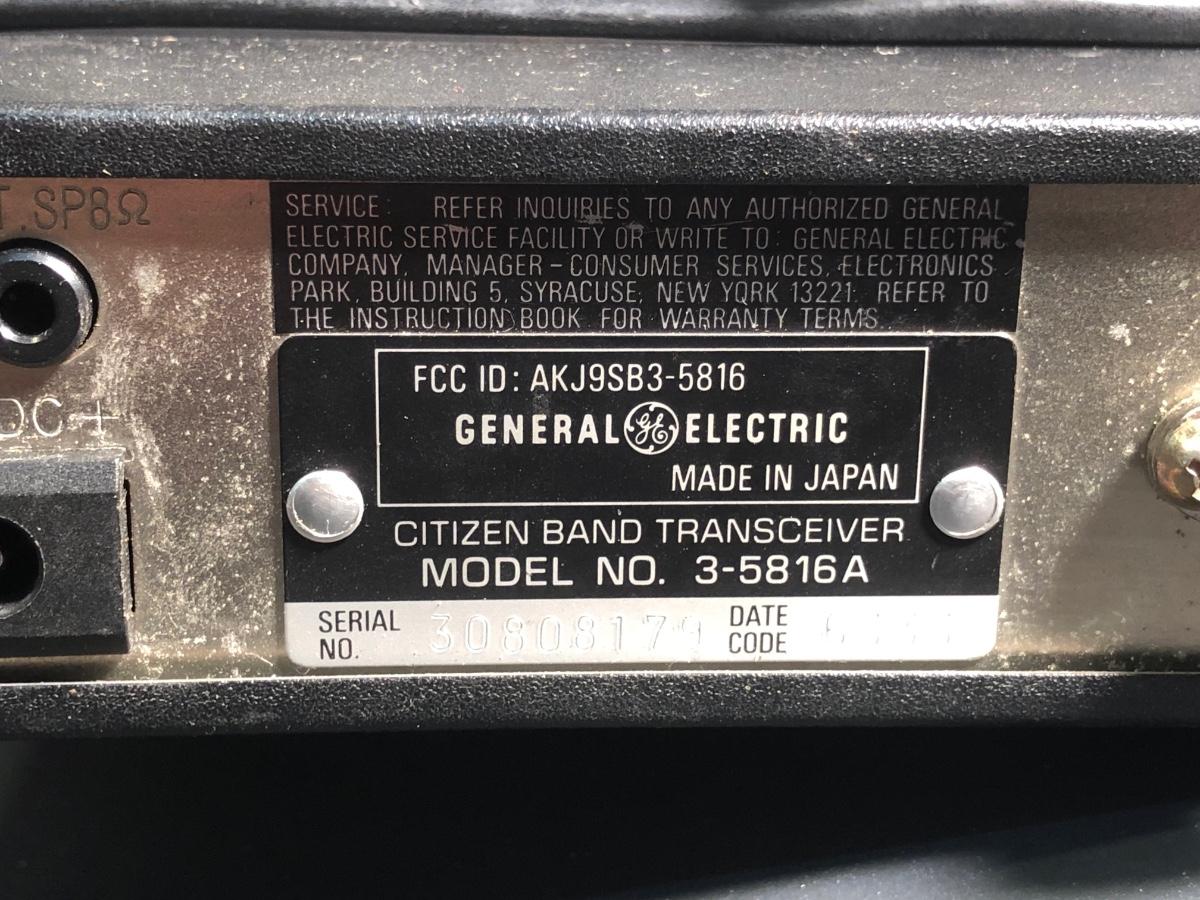 T. SP8Ω
SERVICE: REFER INQUIRIES TO ANY AUTHORIZED GENERAL
ELECTRIC SERVICE FACILITY OR WRITE TO: GENERAL ELECTRIC
COMPANY, MANAGER – CONSUMER SERVICES, ELECTRONICS
PARK, BUILDING 5, SYRACUSE, NEW YORK 13221. REFER TO
THE INSTRUCTION BOOK FOR WARRANTY TERMS.
DC +
FCC ID: AKJ9SB3-5816
GENERAL GE ELECTRIC
MADE IN JAPAN
CITIZEN BAND TRANSCEIVER
MODEL NO. 3-5816A
SERIAL NO. 30808179 DATE CODE